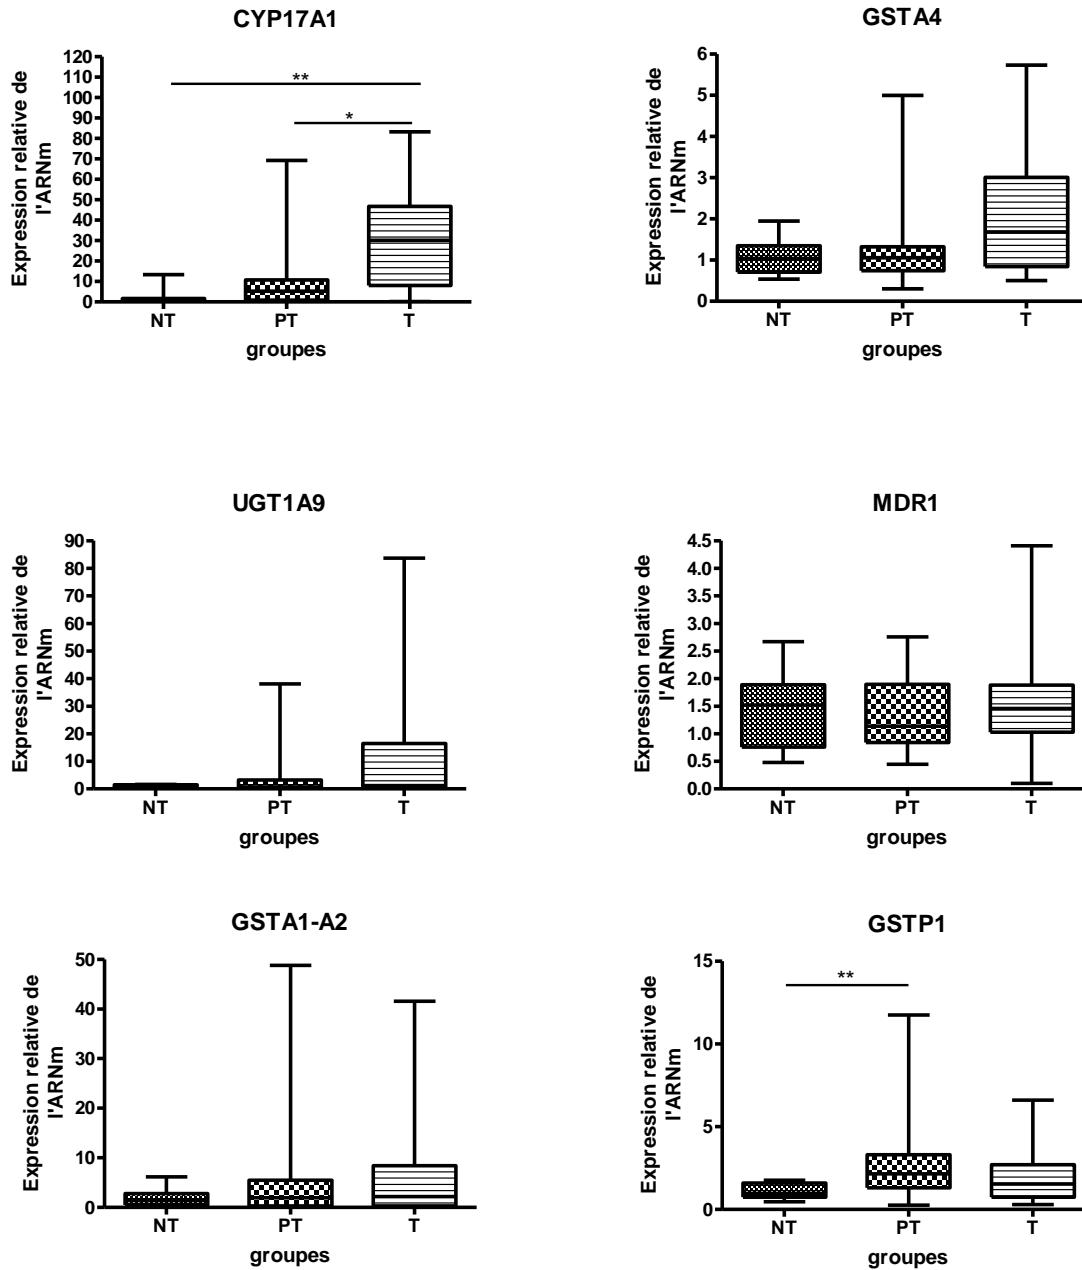 CYP17A1
Expression relative de
l'ARNm
120
110
100
90
80
70
60
50
40
30
20
10
0
**
*
NT PT T
groupes
GSTA4
Expression relative de
l'ARNm
6
5
4
3
2
1
0
NT PT T
groupes
UGT1A9
Expression relative de
l'ARNm
90
80
70
60
50
40
30
20
10
0
NT PT T
groupes
MDR1
Expression relative de
l'ARNm
4.5
4.0
3.5
3.0
2.5
2.0
1.5
1.0
0.5
0.0
NT PT T
groupes
GSTA1-A2
Expression relative de
l'ARNm
50
40
30
20
10
0
NT PT T
groupes
GSTP1
Expression relative de
l'ARNm
15
10
5
0
**
NT PT T
groupes